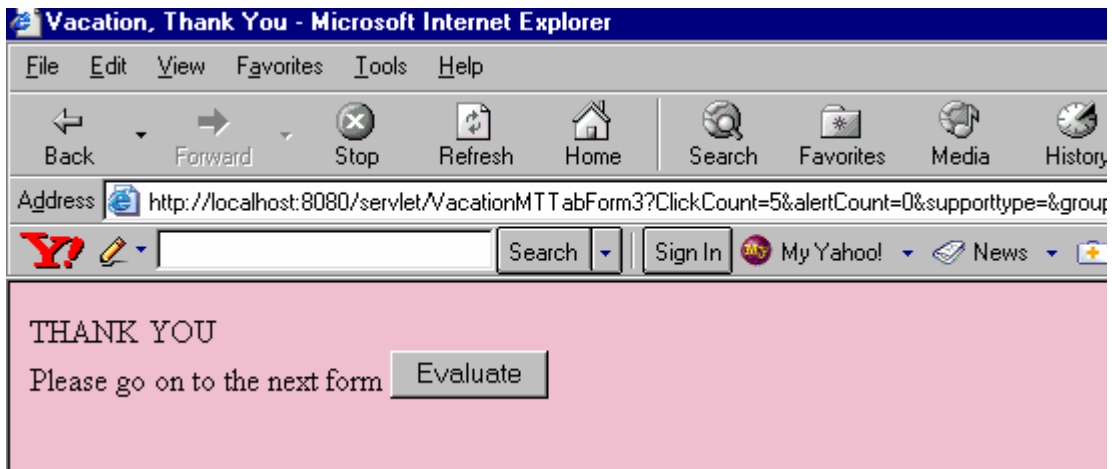 Vacation, Thank You - Microsoft Internet Explorer
File Edit View Favorites Tools Help
Back Forward Stop Refresh Home Search Favorites Media History
Address http://localhost:8080/servlet/VacationMTTabForm3?ClickCount=5&alertCount=0&supporttype=&group
Y! Search Sign In My My Yahoo! News
THANK YOU
Please go on to the next form Evaluate